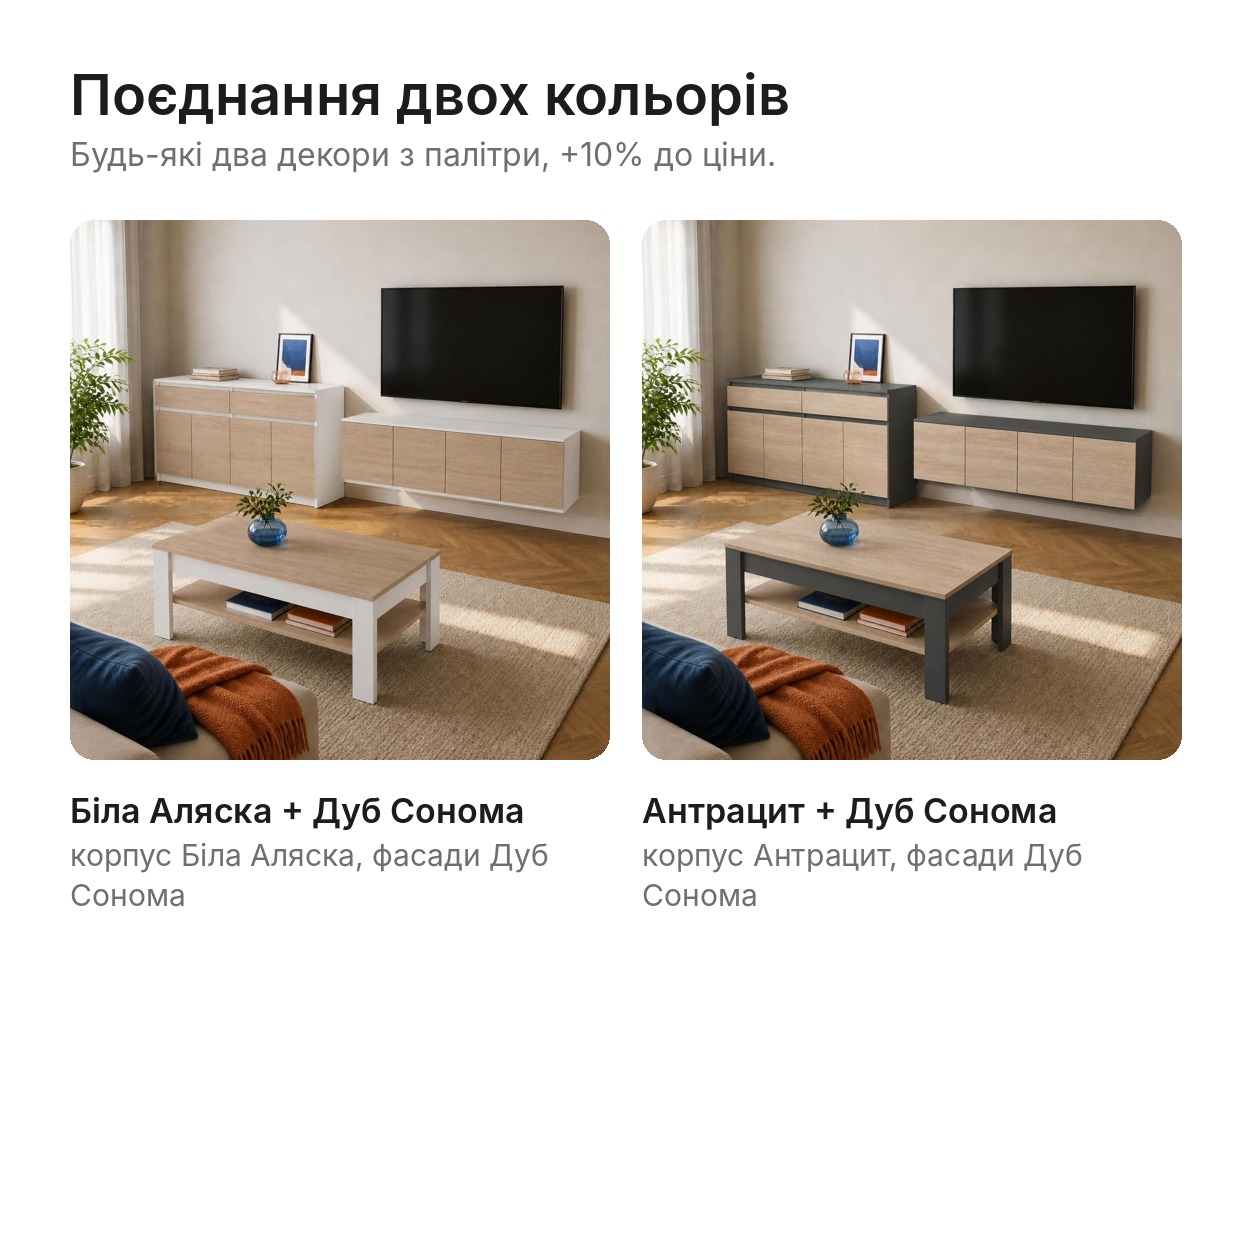 Поєднання двох кольорів
Будь-які два декори з палітри, +10% до ціни.
Біла Аляска + Дуб Сонома
корпус Біла Аляска, фасади Дуб
Сонома
Антрацит + Дуб Сонома
корпус Антрацит, фасади Дуб
Сонома